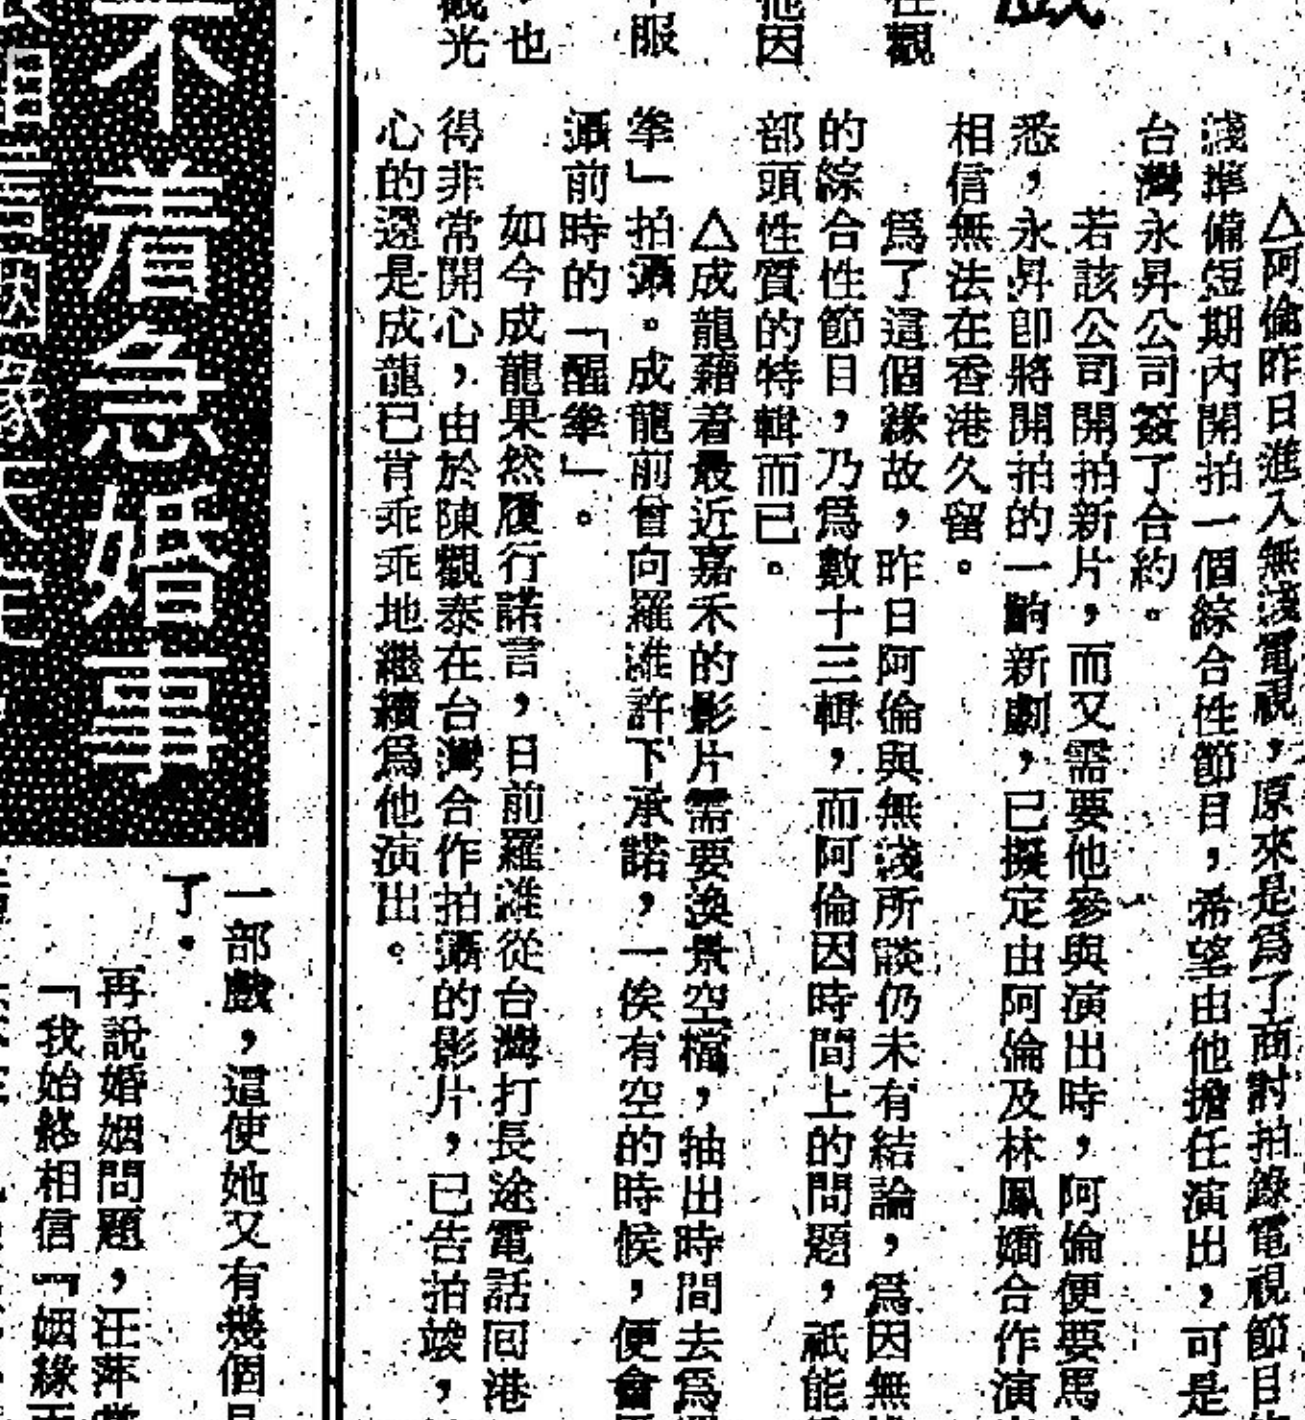 △阿倫昨日進入無淺電視，原來是爲了商討拍錄電視節目
淺準備短期內開拍一個綜合性節目，希望由他擔任演出，可是
台灣永昇公司簽了合約。
若該公司開拍新片，而又需要他參與演出時，阿倫便要馬
悉，永昇即將開拍的一齣新劇，已擬定由阿倫及林鳳嬌合作演
相信無法在香港久留。
爲了這個緣故，昨日阿倫與無淺所談仍未有結論，爲因無
的綜合性節目，乃爲數十三輯，而阿倫因時間上的問題，祇能
部頭性質的特輯而已。
△成龍藉着最近嘉禾的影片需要換景空檔，抽出時間去爲
拳」拍攝。成龍前曾向羅維許下承諾，一俟有空的時候，便會
攝前時的「醒拳」。
如今成龍果然履行諾言，日前羅維從台灣打長途電話回港
得非常開心，由於陳觀泰在台灣合作拍攝的影片，已告拍竣，
心的還是成龍已肯乖乖地繼續爲他演出。
在觀
他因
服
，也
觀光
不着急婚事
一部戲，這使她又有幾個月
了。
再說婚姻問題，汪萍
「我始終相信『姻緣